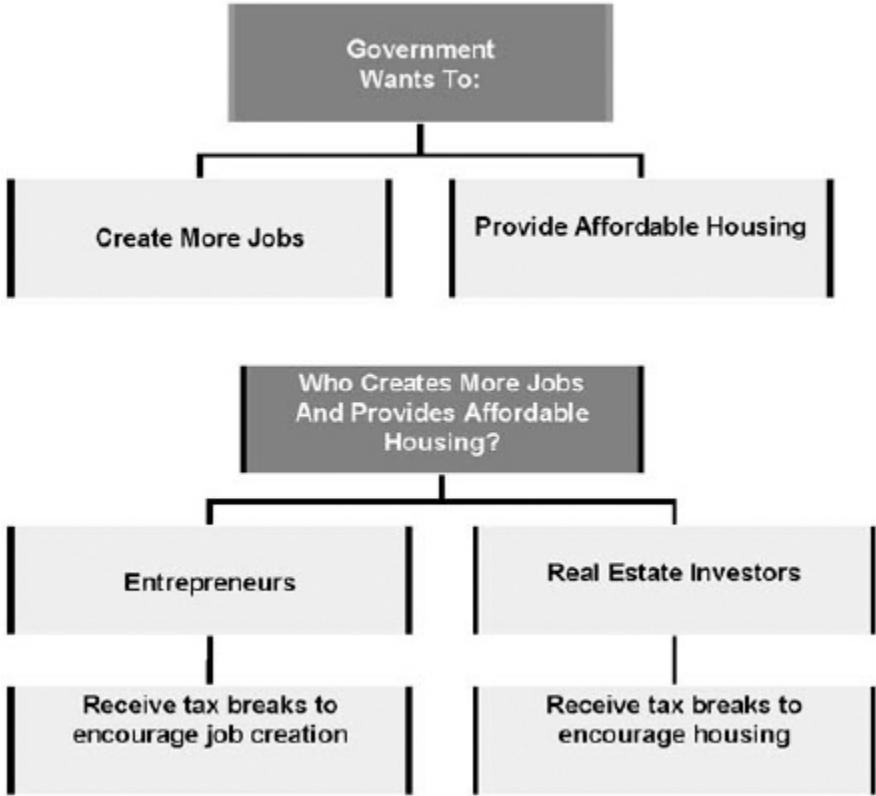 Government
Wants To:
Create More Jobs
Provide Affordable Housing
Who Creates More Jobs
And Provides Affordable
Housing?
Entrepreneurs
Real Estate Investors
Receive tax breaks to
encourage job creation
Receive tax breaks to
encourage housing